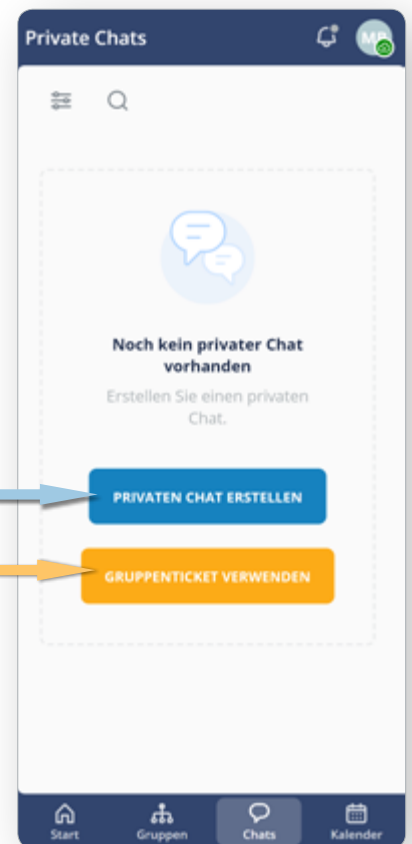 Private Chats
MB
Noch kein privater Chat
vorhanden
Erstellen Sie einen privaten
Chat.
PRIVATEN CHAT ERSTELLEN
GRUPPENTICKET VERWENDEN
Start Gruppen Chats Kalender